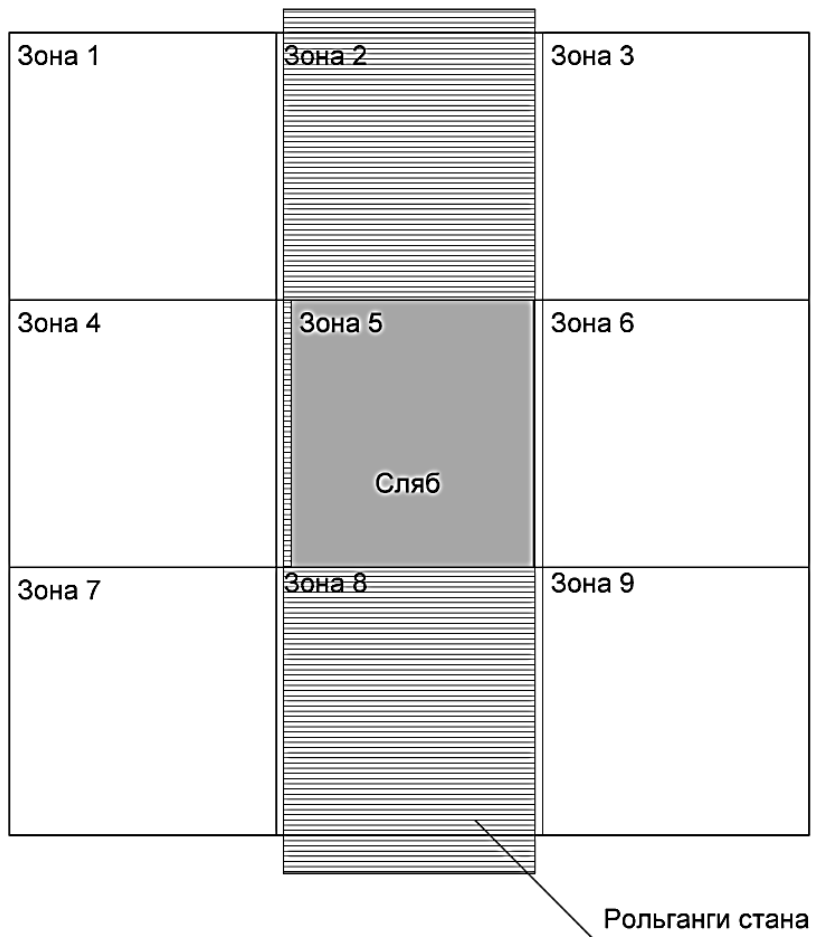 Зона 1
Зона 2
Зона 3
Зона 4
Зона 5
Зона 6
Сляб
Зона 7
Зона 8
Зона 9
Рольганги стана